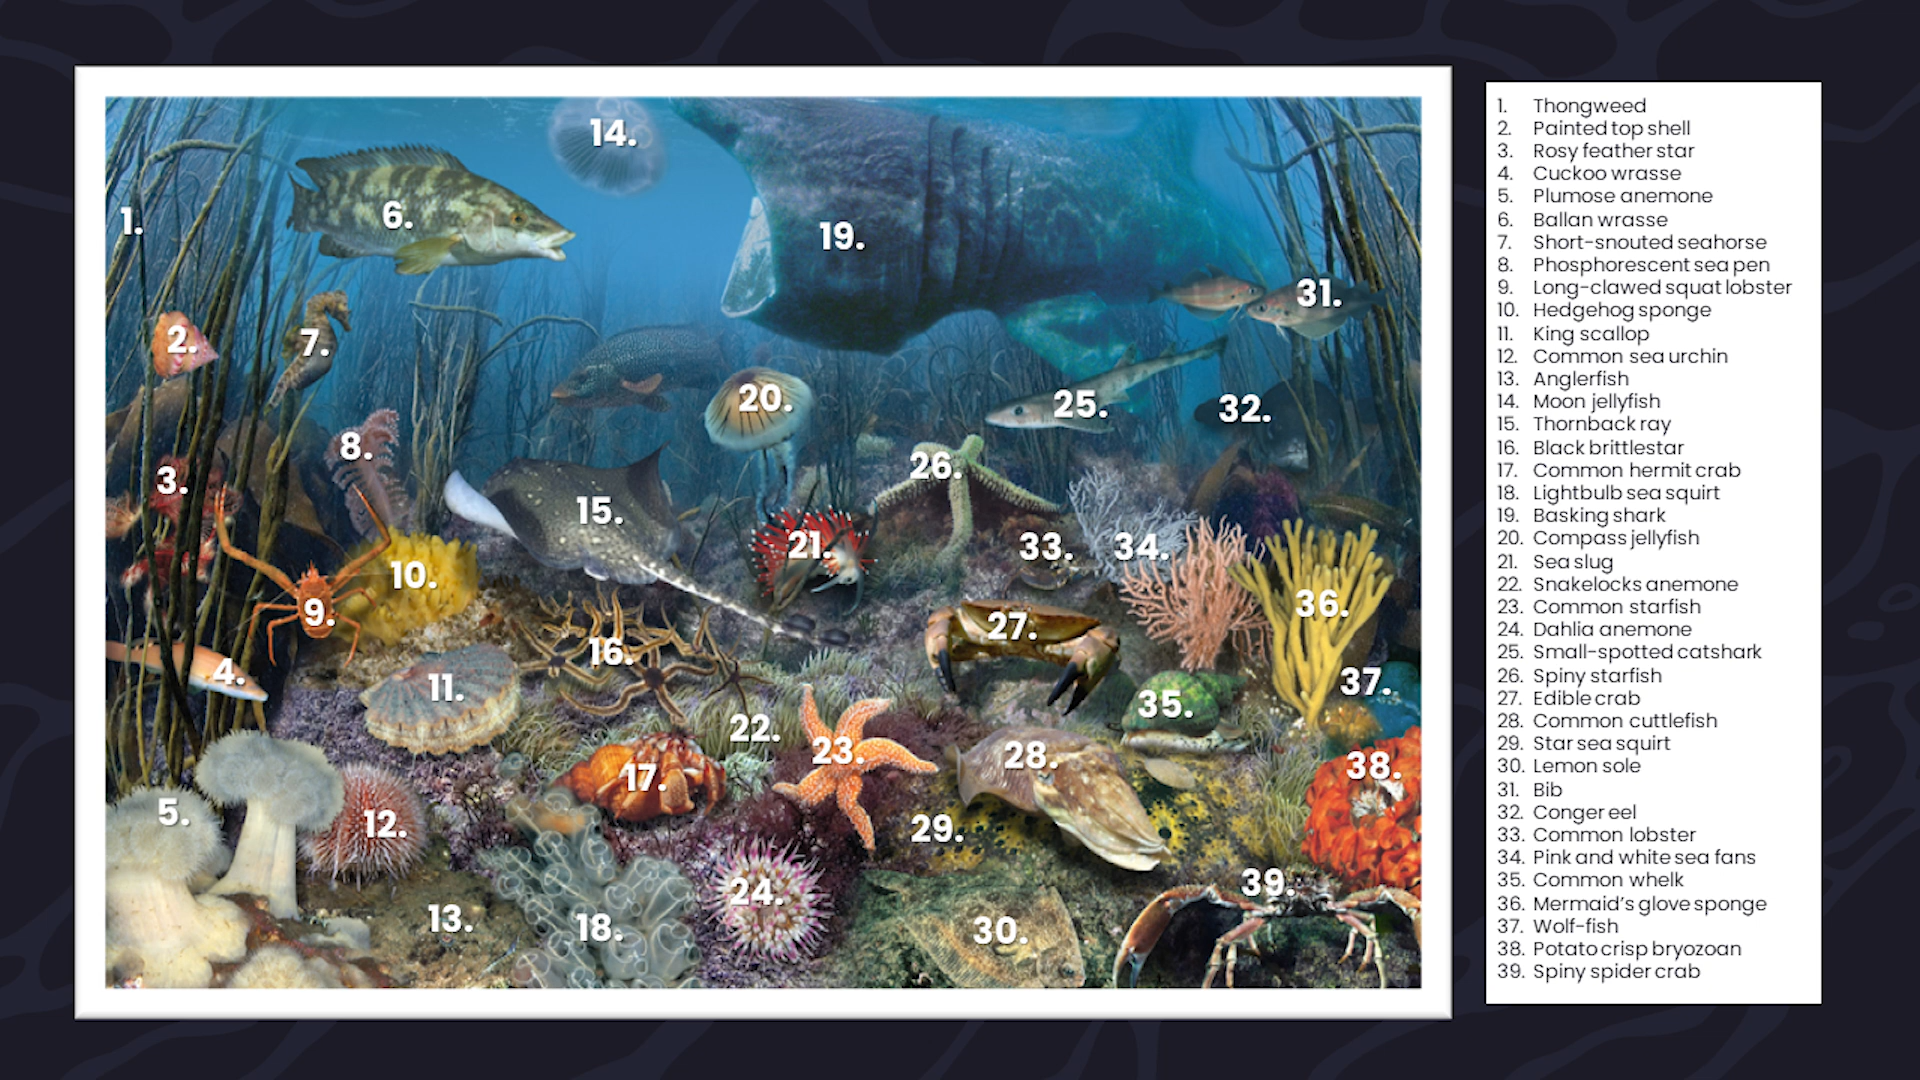 14.
6.
1.
19.
31.
2.
7.
20.
25.
32.
8.
26.
3.
15.
21.
33.
34.
10.
36.
9.
27.
16.
4.
11.
37.
35.
22.
23.
28.
38.
17.
5.
12.
29.
39.
24.
13.
18.
30.
1. Thongweed
2. Painted top shell
3. Rosy feather star
4. Cuckoo wrasse
5. Plumose anemone
6. Ballan wrasse
7. Short-snouted seahorse
8. Phosphorescent sea pen
9. Long-clawed squat lobster
10. Hedgehog sponge
11. King scallop
12. Common sea urchin
13. Anglerfish
14. Moon jellyfish
15. Thornback ray
16. Black brittlestar
17. Common hermit crab
18. Lightbulb sea squirt
19. Basking shark
20. Compass jellyfish
21. Sea slug
22. Snakelocks anemone
23. Common starfish
24. Dahlia anemone
25. Small-spotted catshark
26. Spiny starfish
27. Edible crab
28. Common cuttlefish
29. Star sea squirt
30. Lemon sole
31. Bib
32. Conger eel
33. Common lobster
34. Pink and white sea fans
35. Common whelk
36. Mermaid's glove sponge
37. Wolf-fish
38. Potato crisp bryozoan
39. Spiny spider crab